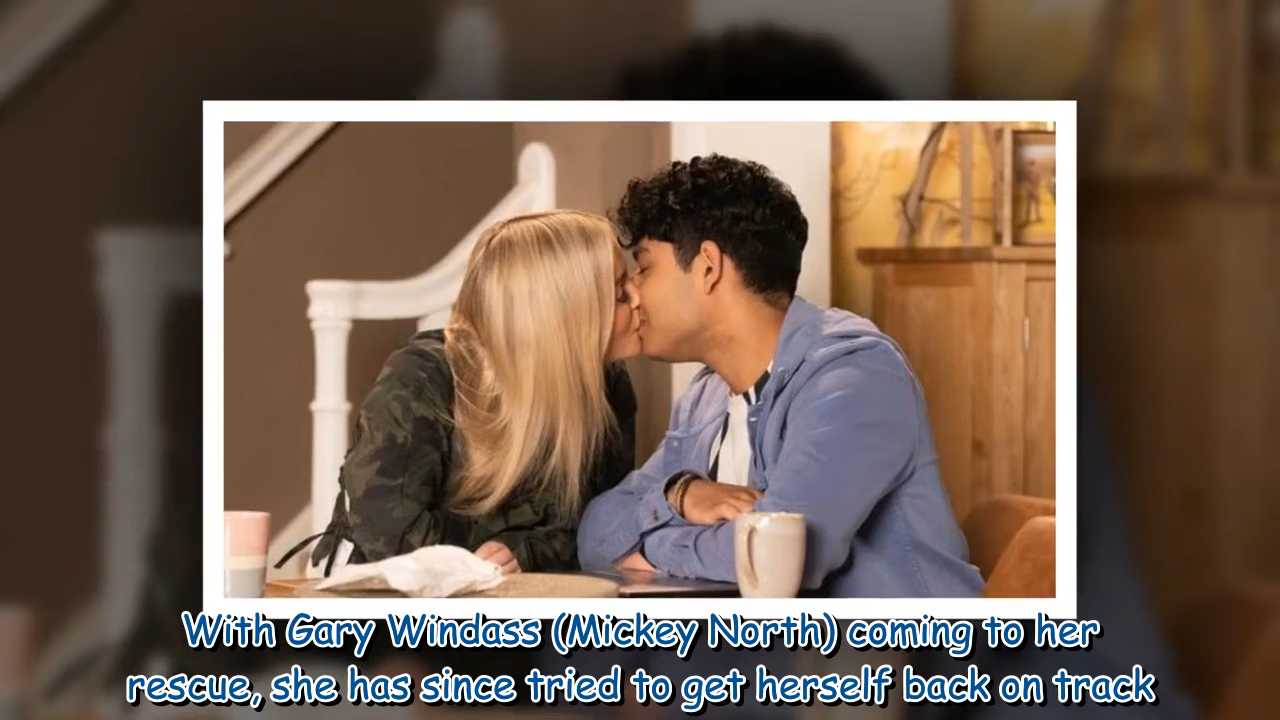 With Gary Windass (Mickey North) coming to her
rescue, she has since tried to get herself back on track